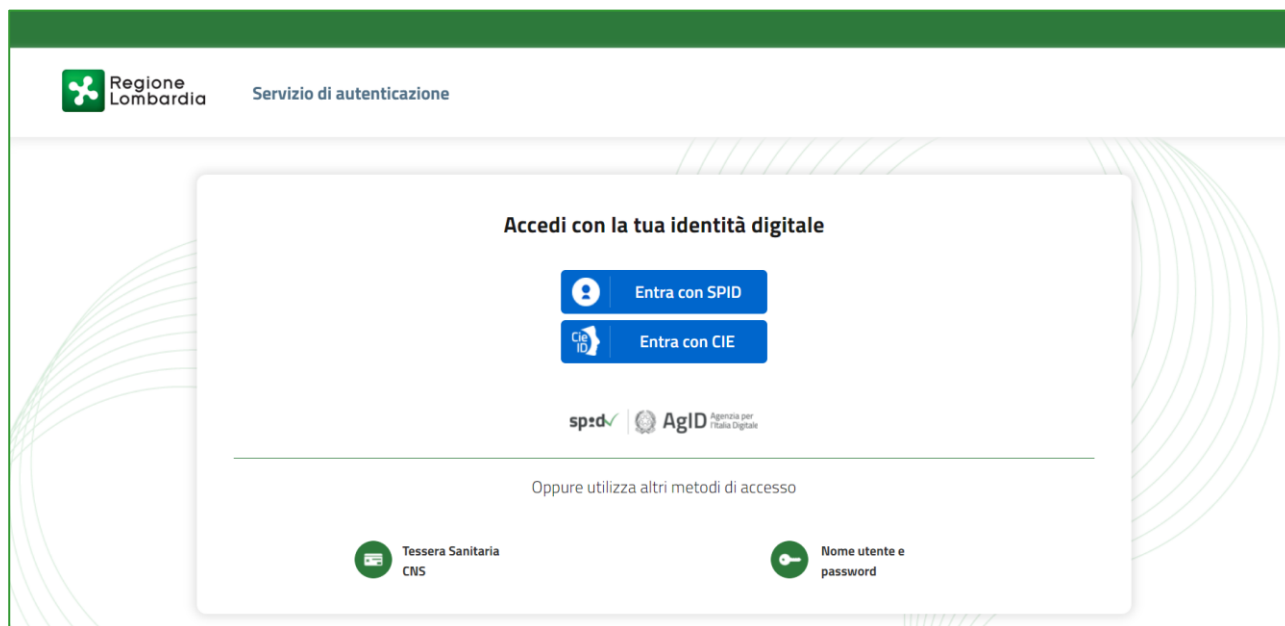 Regione
Lombardia
Servizio di autenticazione
Accedi con la tua identità digitale
Entra con SPID
Cie
ID
Entra con CIE
spid
AgID
Agenzia per
l'Italia Digitale
Oppure utilizza altri metodi di accesso
Tessera Sanitaria
CNS
Nome utente e
password